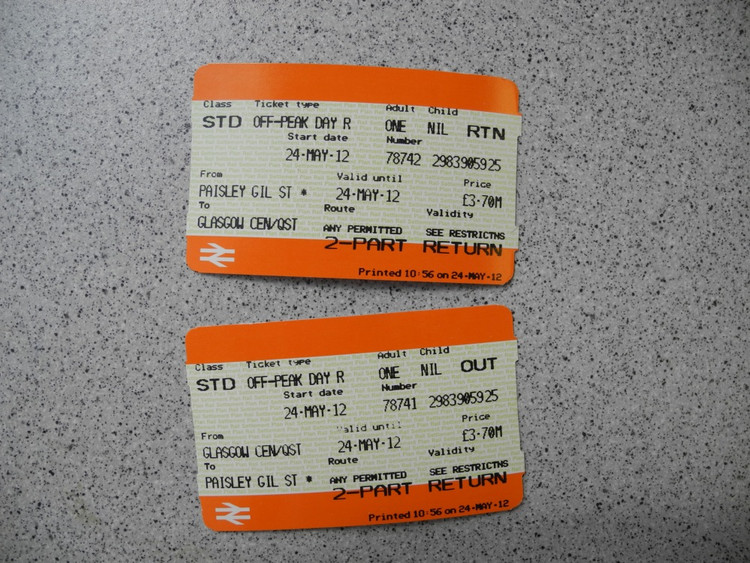 Class Ticket type Adult Child
STD OFF-PEAK DAY R ONE NIL RTN
Start date Number
24·MAY·12 78742 2983905925
From Valid until Price
PAISLEY GIL ST * 24·MAY·12 £3·70M
To Route Validity
GLASGOW CEN/QST ANY PERMITTED SEE RESTRICTNS
2-PART RETURN
Printed 10:56 on 24-MAY-12
Class Ticket type Adult Child
STD OFF-PEAK DAY R ONE NIL OUT
Start date Number
24·MAY·12 78741 2983905925
From Valid until Price
GLASGOW CEN/QST 24·MAY·12 £3·70M
To Route Validity
PAISLEY GIL ST * ANY PERMITTED SEE RESTRICTNS
2-PART RETURN
Printed 10:56 on 24-MAY-12